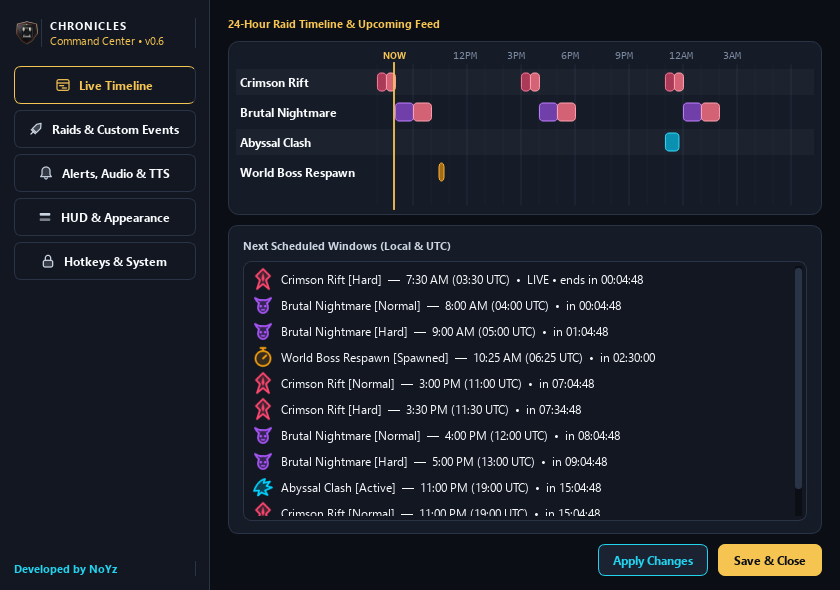 CHRONICLES
Command Center • v0.6
Live Timeline
Raids & Custom Events
Alerts, Audio & TTS
HUD & Appearance
Hotkeys & System
Developed by NoYz
24-Hour Raid Timeline & Upcoming Feed
NOW 12PM 3PM 6PM 9PM 12AM 3AM
Crimson Rift
Brutal Nightmare
Abyssal Clash
World Boss Respawn
Next Scheduled Windows (Local & UTC)
Crimson Rift [Hard] — 7:30 AM (03:30 UTC) • LIVE • ends in 00:04:48
Brutal Nightmare [Normal] — 8:00 AM (04:00 UTC) • in 00:04:48
Brutal Nightmare [Hard] — 9:00 AM (05:00 UTC) • in 01:04:48
World Boss Respawn [Spawned] — 10:25 AM (06:25 UTC) • in 02:30:00
Crimson Rift [Normal] — 3:00 PM (11:00 UTC) • in 07:04:48
Crimson Rift [Hard] — 3:30 PM (11:30 UTC) • in 07:34:48
Brutal Nightmare [Normal] — 4:00 PM (12:00 UTC) • in 08:04:48
Brutal Nightmare [Hard] — 5:00 PM (13:00 UTC) • in 09:04:48
Abyssal Clash [Active] — 11:00 PM (19:00 UTC) • in 15:04:48
Crimson Rift [Normal] — 11:00 PM (19:00 UTC) • in 15:04:48
Apply Changes
Save & Close